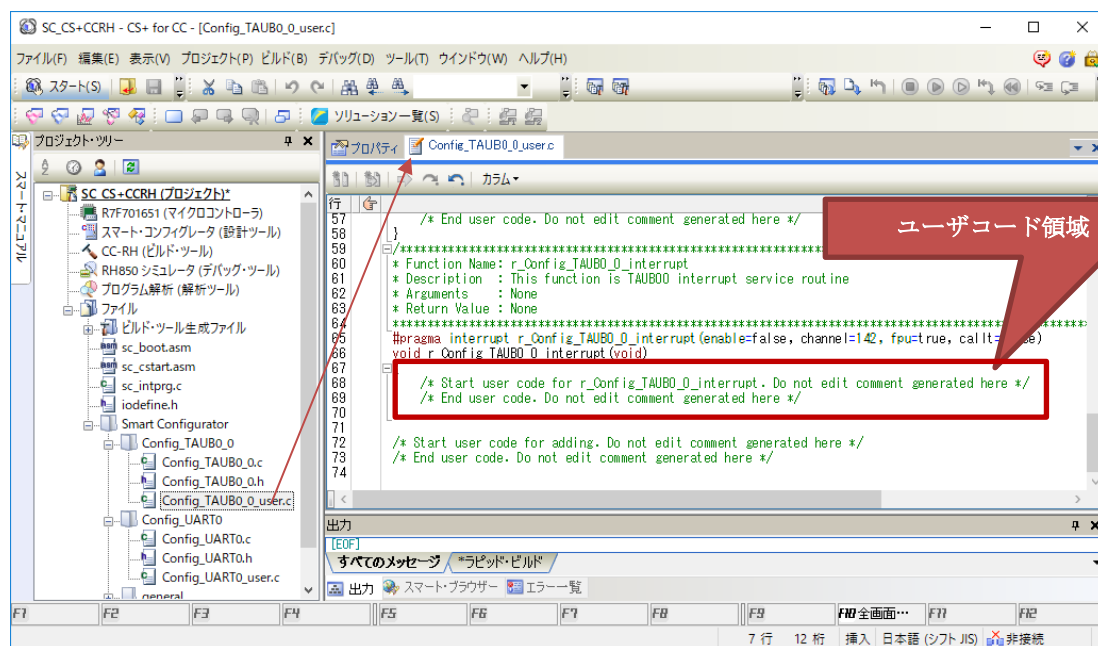 SC_CS+CCRH - CS+ for CC - [Config_TAUB0_0_user.c]
ファイル(F) 編集(E) 表示(V) プロジェクト(P) ビルド(B) デバッグ(D) ツール(T) ウインドウ(W) ヘルプ(H)
スタート(S)
ソリューション一覧(S)
プロジェクト・ツリー
プロパティ
Config_TAUB0_0_user.c
スマート・マニュアル
カラム
行
SC_CS+CCRH (プロジェクト)*
R7F701651 (マイクロコントローラ)
スマート・コンフィグレータ (設計ツール)
CC-RH (ビルド・ツール)
RH850 シミュレータ (デバッグ・ツール)
プログラム解析 (解析ツール)
ファイル
ビルド・ツール生成ファイル
sc_boot.asm
sc_cstart.asm
sc_intprg.c
iodefine.h
Smart Configurator
Config_TAUB0_0
Config_TAUB0_0.c
Config_TAUB0_0.h
Config_TAUB0_0_user.c
Config_UART0
Config_UART0.c
Config_UART0.h
Config_UART0_user.c
general
57 /* End user code. Do not edit comment generated here */
58 }
59 /**********************************************************
60 * Function Name: r_Config_TAUB0_0_interrupt
61 * Description : This function is TAUB00 interrupt service routine
62 * Arguments : None
63 * Return Value : None
64 **********************************************************
65 #pragma interrupt r_Config_TAUB0_0_interrupt(enable=false, channel=142, fpu=true, callt=
66 void r_Config_TAUB0_0_interrupt(void)
67
68 /* Start user code for r_Config_TAUB0_0_interrupt. Do not edit comment generated here */
69 /* End user code. Do not edit comment generated here */
70
71
72 /* Start user code for adding. Do not edit comment generated here */
73 /* End user code. Do not edit comment generated here */
74
ユーザコード領域
出力
[EOF]
すべてのメッセージ *ラピッド・ビルド
出力 スマート・ブラウザー エラー一覧
F1 F2 F3 F4 F5 F6 F7 F8 F9 F10 全画面… F11 F12
7 行 12 桁 挿入 日本語 (シフト JIS) 非接続